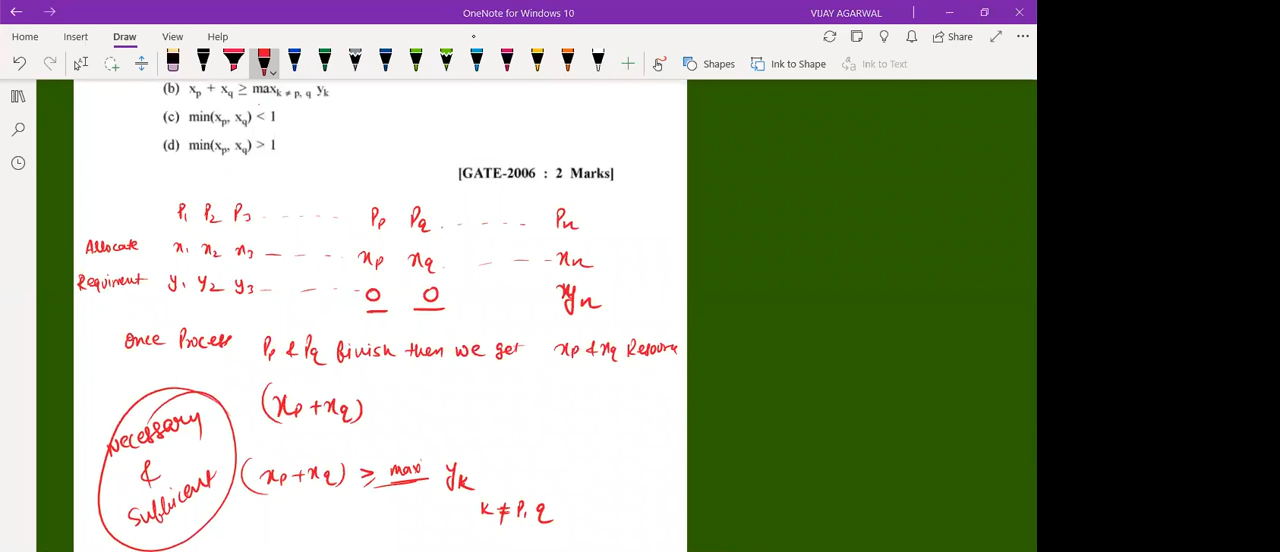 OneNote for Windows 10
VIJAY AGARWAL
Home Insert Draw View Help
Share
Shapes Ink to Shape Ink to Text
(b) xp + xq ≥ maxk ≠ p, q yk
(c) min(xp, xq) < 1
(d) min(xp, xq) > 1
[GATE-2006 : 2 Marks]
P1 P2 P3 ...... Pp Pq ...... Pn
Allocate x1 x2 x3 ------ xp xq ------ xn
Requiment y1 y2 y3 ------ 0 0 yn
Once Process Pp & Pq finish then we get xp & xq Resourc
(xp + xq)
necessary
&
sufficent
(xp + xq) ≥ max yk
k ≠ P, q